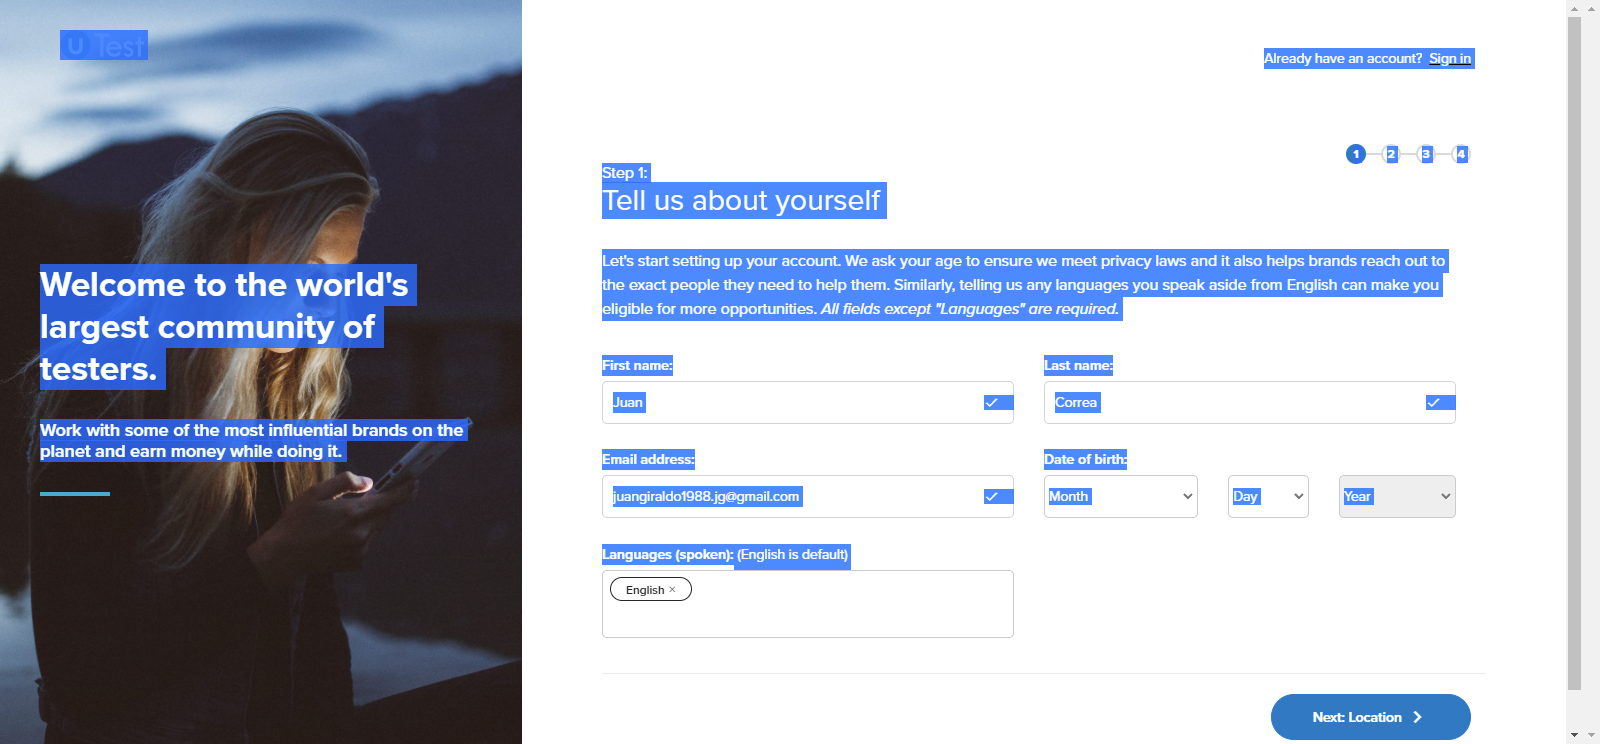 uTest
Already have an account? Sign in
1 2 3 4
Step 1:
Tell us about yourself
Welcome to the world's
largest community of
testers.
Work with some of the most influential brands on the
planet and earn money while doing it.
Let's start setting up your account. We ask your age to ensure we meet privacy laws and it also helps brands reach out to
the exact people they need to help them. Similarly, telling us any languages you speak aside from English can make you
eligible for more opportunities. All fields except "Languages" are required.
First name:
Juan
Last name:
Correa
Email address:
juangiraldo1988.jg@gmail.com
Date of birth:
Month Day Year
Languages (spoken): (English is default)
English ×
Next: Location